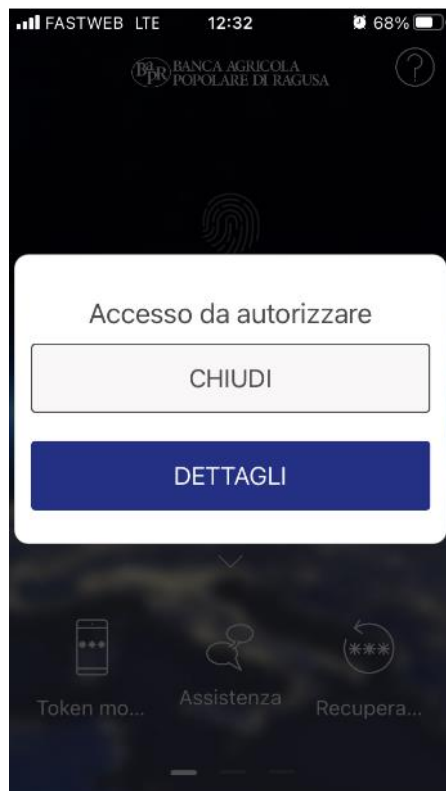 FASTWEB LTE 12:32 68%
BAPR BANCA AGRICOLA
POPOLARE DI RAGUSA
?
Accesso da autorizzare
CHIUDI
DETTAGLI
Token mo... Assistenza Recupera...